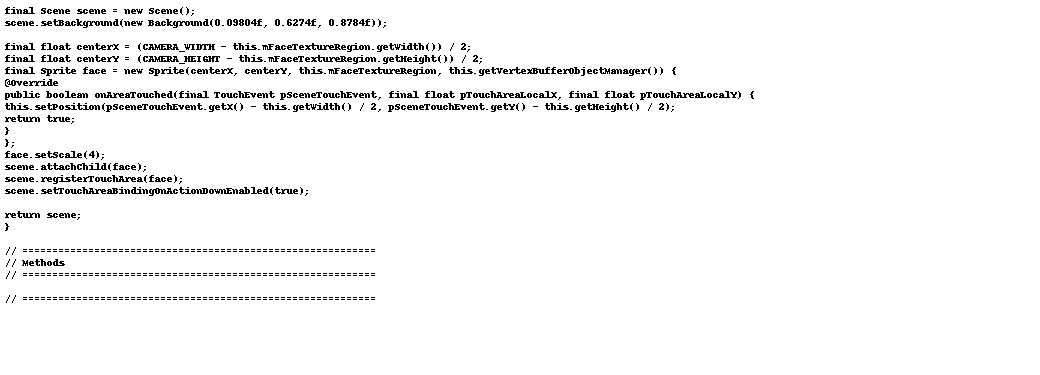 final Scene scene = new Scene();
scene.setBackground(new Background(0.09804f, 0.6274f, 0.8784f));
final float centerX = (CAMERA_WIDTH - this.mFaceTextureRegion.getWidth()) / 2;
final float centerY = (CAMERA_HEIGHT - this.mFaceTextureRegion.getHeight()) / 2;
final Sprite face = new Sprite(centerX, centerY, this.mFaceTextureRegion, this.getVertexBufferObjectManager()) {
@Override
public boolean onAreaTouched(final TouchEvent pSceneTouchEvent, final float pTouchAreaLocalX, final float pTouchAreaLocalY) {
this.setPosition(pSceneTouchEvent.getX() - this.getWidth() / 2, pSceneTouchEvent.getY() - this.getHeight() / 2);
return true;
}
};
face.setScale(4);
scene.attachChild(face);
scene.registerTouchArea(face);
scene.setTouchAreaBindingOnActionDownEnabled(true);
return scene;
}
// ===========================================================
// Methods
// ===========================================================
// ===========================================================